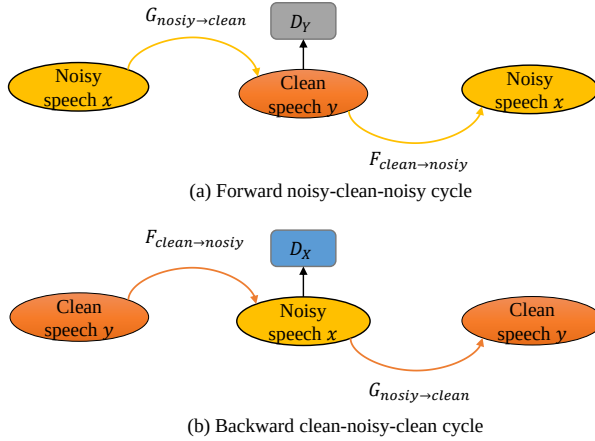 G_{nosiy→clean}
D_Y
Noisy
speech x
Clean
speech y
Noisy
speech x
F_{clean→nosiy}
(a) Forward noisy-clean-noisy cycle
F_{clean→nosiy}
D_X
Clean
speech y
Noisy
speech x
Clean
speech y
G_{nosiy→clean}
(b) Backward clean-noisy-clean cycle